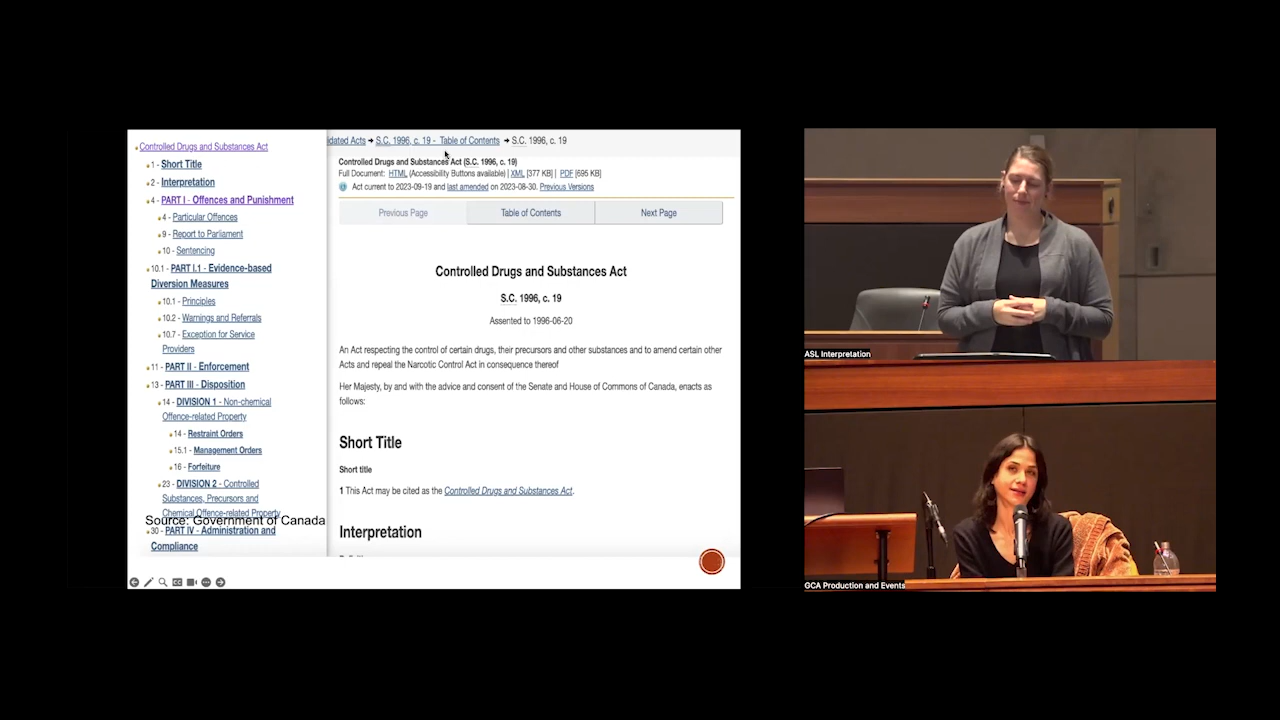 Controlled Drugs and Substances Act
1 - Short Title
2 - Interpretation
4 - PART I - Offences and Punishment
4 - Particular Offences
9 - Report to Parliament
10 - Sentencing
10.1 - PART I.1 - Evidence-based
Diversion Measures
10.1 - Principles
10.2 - Warnings and Referrals
10.7 - Exception for Service
Providers
11 - PART II - Enforcement
13 - PART III - Disposition
14 - DIVISION 1 - Non-chemical
Offence-related Property
14 - Restraint Orders
15.1 - Management Orders
16 - Forfeiture
23 - DIVISION 2 - Controlled
Substances, Precursors and
Chemical Offence-related Property
Source: Government of Canada
30 - PART IV - Administration and
Compliance
idated Acts → S.C. 1996, c. 19 - Table of Contents → S.C. 1996, c. 19
Controlled Drugs and Substances Act (S.C. 1996, c. 19)
Full Document: HTML (Accessibility Buttons available) | XML [377 KB] | PDF [695 KB]
Act current to 2023-09-19 and last amended on 2023-08-30. Previous Versions
Previous Page Table of Contents Next Page
Controlled Drugs and Substances Act
S.C. 1996, c. 19
Assented to 1996-06-20
An Act respecting the control of certain drugs, their precursors and other substances and to amend certain other
Acts and repeal the Narcotic Control Act in consequence thereof
Her Majesty, by and with the advice and consent of the Senate and House of Commons of Canada, enacts as
follows:
Short Title
Short title
1 This Act may be cited as the Controlled Drugs and Substances Act.
Interpretation
ASL Interpretation
GCA Production and Events